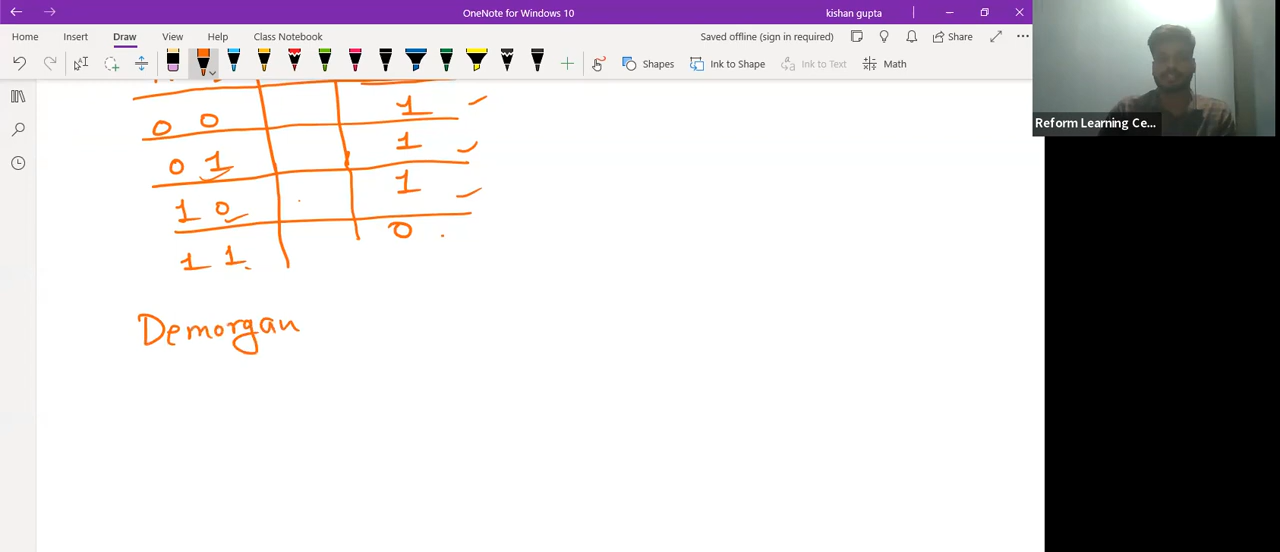 OneNote for Windows 10
kishan gupta
Home Insert Draw View Help Class Notebook
Saved offline (sign in required)
Share
Shapes
Ink to Shape
Ink to Text
Math
Reform Learning Ce...
0 0 1
0 1 1
1 0 1
1 1 0
Demorgan